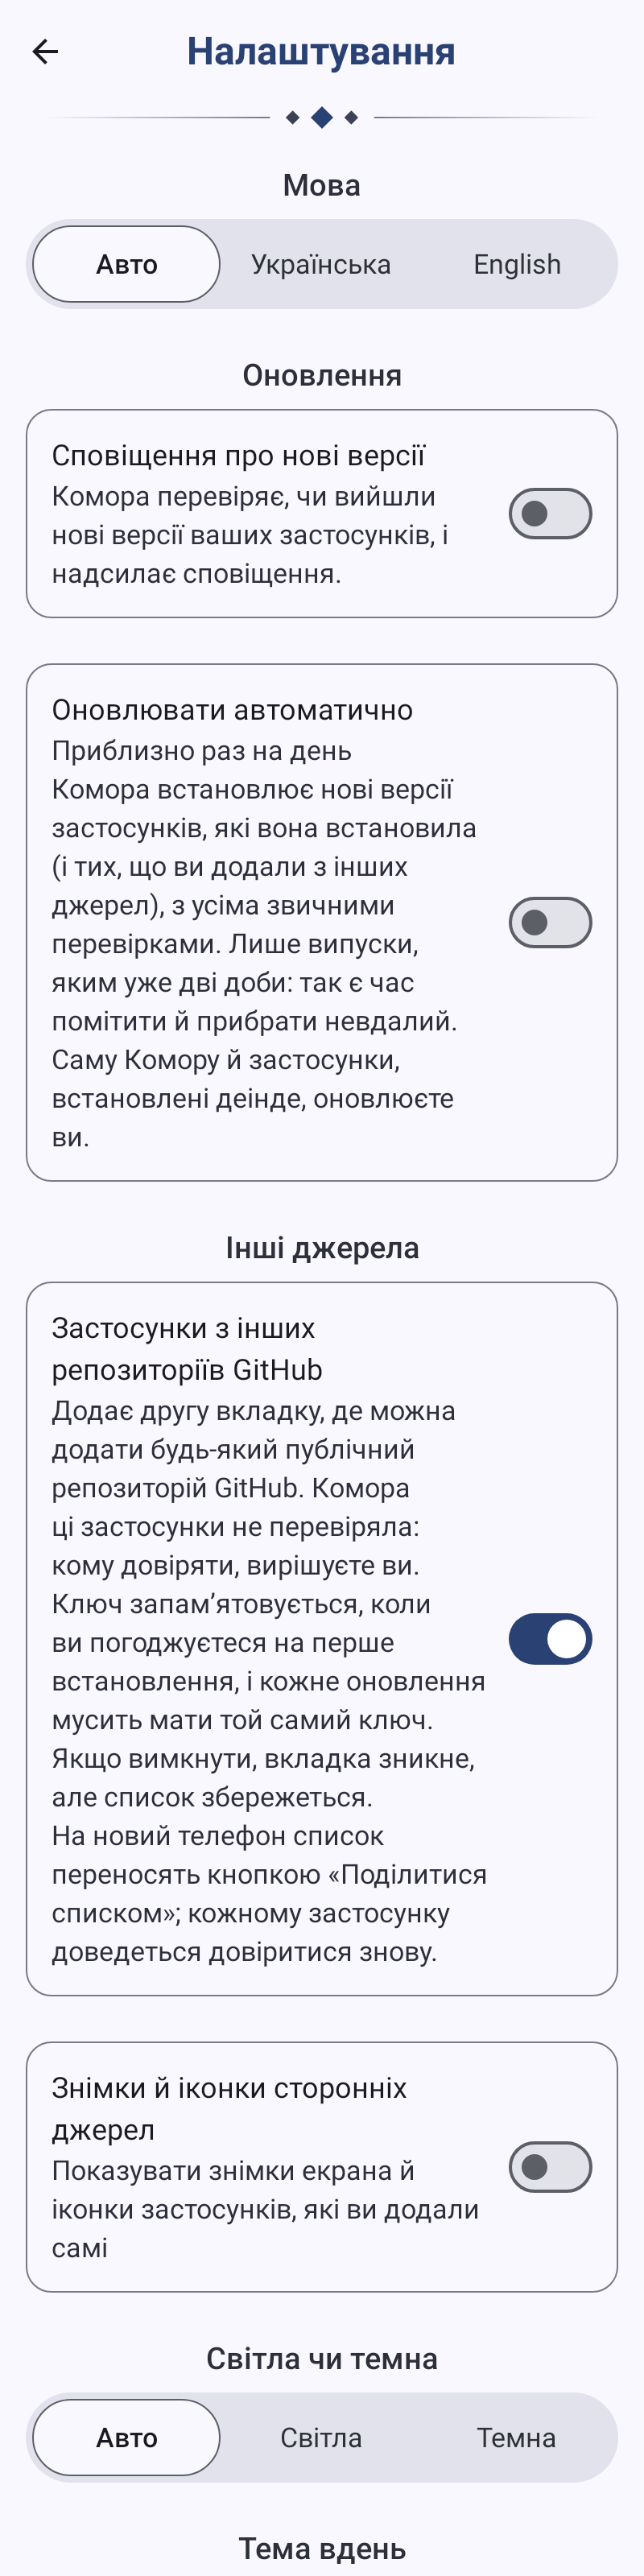 Налаштування
Мова
Авто
Українська
English
Оновлення
Сповіщення про нові версії
Комора перевіряє, чи вийшли
нові версії ваших застосунків, і
надсилає сповіщення.
Оновлювати автоматично
Приблизно раз на день
Комора встановлює нові версії
застосунків, які вона встановила
(і тих, що ви додали з інших
джерел), з усіма звичними
перевірками. Лише випуски,
яким уже дві доби: так є час
помітити й прибрати невдалий.
Саму Комору й застосунки,
встановлені деінде, оновлюєте
ви.
Інші джерела
Застосунки з інших
репозиторіїв GitHub
Додає другу вкладку, де можна
додати будь-який публічний
репозиторій GitHub. Комора
ці застосунки не перевіряла:
кому довіряти, вирішуєте ви.
Ключ запам’ятовується, коли
ви погоджуєтеся на перше
встановлення, і кожне оновлення
мусить мати той самий ключ.
Якщо вимкнути, вкладка зникне,
але список збережеться.
На новий телефон список
переносять кнопкою «Поділитися
списком»; кожному застосунку
доведеться довіритися знову.
Знімки й іконки сторонніх
джерел
Показувати знімки екрана й
іконки застосунків, які ви додали
самі
Світла чи темна
Авто
Світла
Темна
Тема вдень